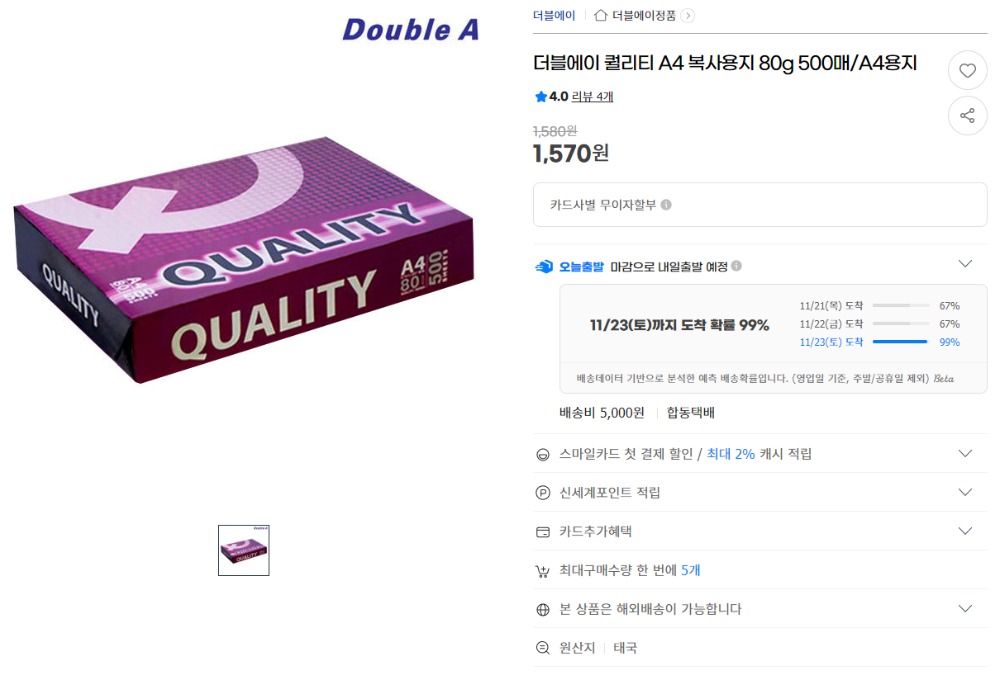 Double A
QUALITY
A4
80
500
SHEETS
QUALITY
QUALITY
A4
80
500
SHEETS
Double A
QUALITY
더블에이
더블에이정품
더블에이 퀄리티 A4 복사용지 80g 500매/A4용지
4.0 리뷰 4개
1,580원
1,570원
카드사별 무이자할부
오늘출발 마감으로 내일출발 예정
11/23(토)까지 도착 확률 99%
11/21(목) 도착 67%
11/22(금) 도착 67%
11/23(토) 도착 99%
배송데이터 기반으로 분석한 예측 배송확률입니다. (영업일 기준, 주말/공휴일 제외) Beta
배송비 5,000원 합동택배
스마일카드 첫 결제 할인 / 최대 2% 캐시 적립
신세계포인트 적립
카드추가혜택
최대구매수량 한 번에 5개
본 상품은 해외배송이 가능합니다
원산지 태국